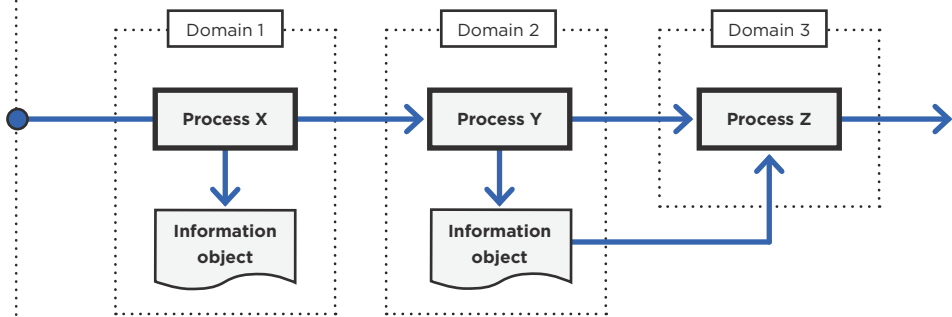 Domain 1
Domain 2
Domain 3
Process X
Process Y
Process Z
Information
object
Information
object